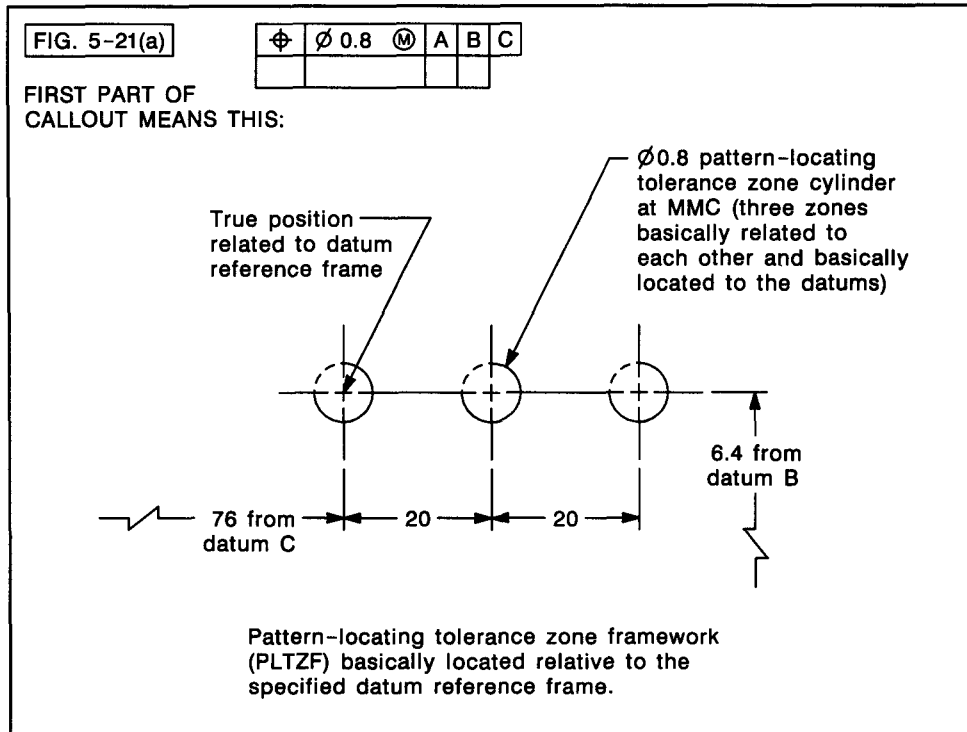 FIG. 5-21(a)
⌖ Ø 0.8 Ⓜ A B C
FIRST PART OF
CALLOUT MEANS THIS:
Ø0.8 pattern-locating
tolerance zone cylinder
at MMC (three zones
basically related to
each other and basically
located to the datums)
True position
related to datum
reference frame
6.4 from
datum B
76 from
datum C
20
20
Pattern-locating tolerance zone framework
(PLTZF) basically located relative to the
specified datum reference frame.